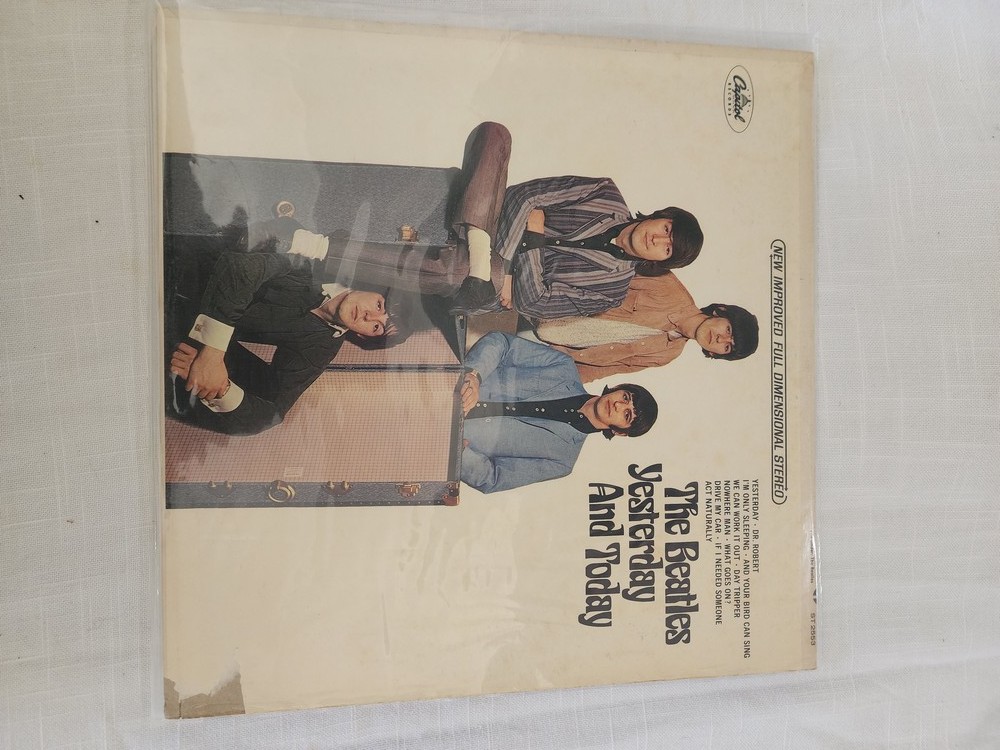 Capitol
RECORDS
NEW IMPROVED FULL DIMENSIONAL STEREO
ST 2553
YESTERDAY · DR. ROBERT
I'M ONLY SLEEPING · AND YOUR BIRD CAN SING
WE CAN WORK IT OUT · DAY TRIPPER
NOWHERE MAN · WHAT GOES ON?
DRIVE MY CAR · IF I NEEDED SOMEONE
ACT NATURALLY
The Beatles
Yesterday
And Today